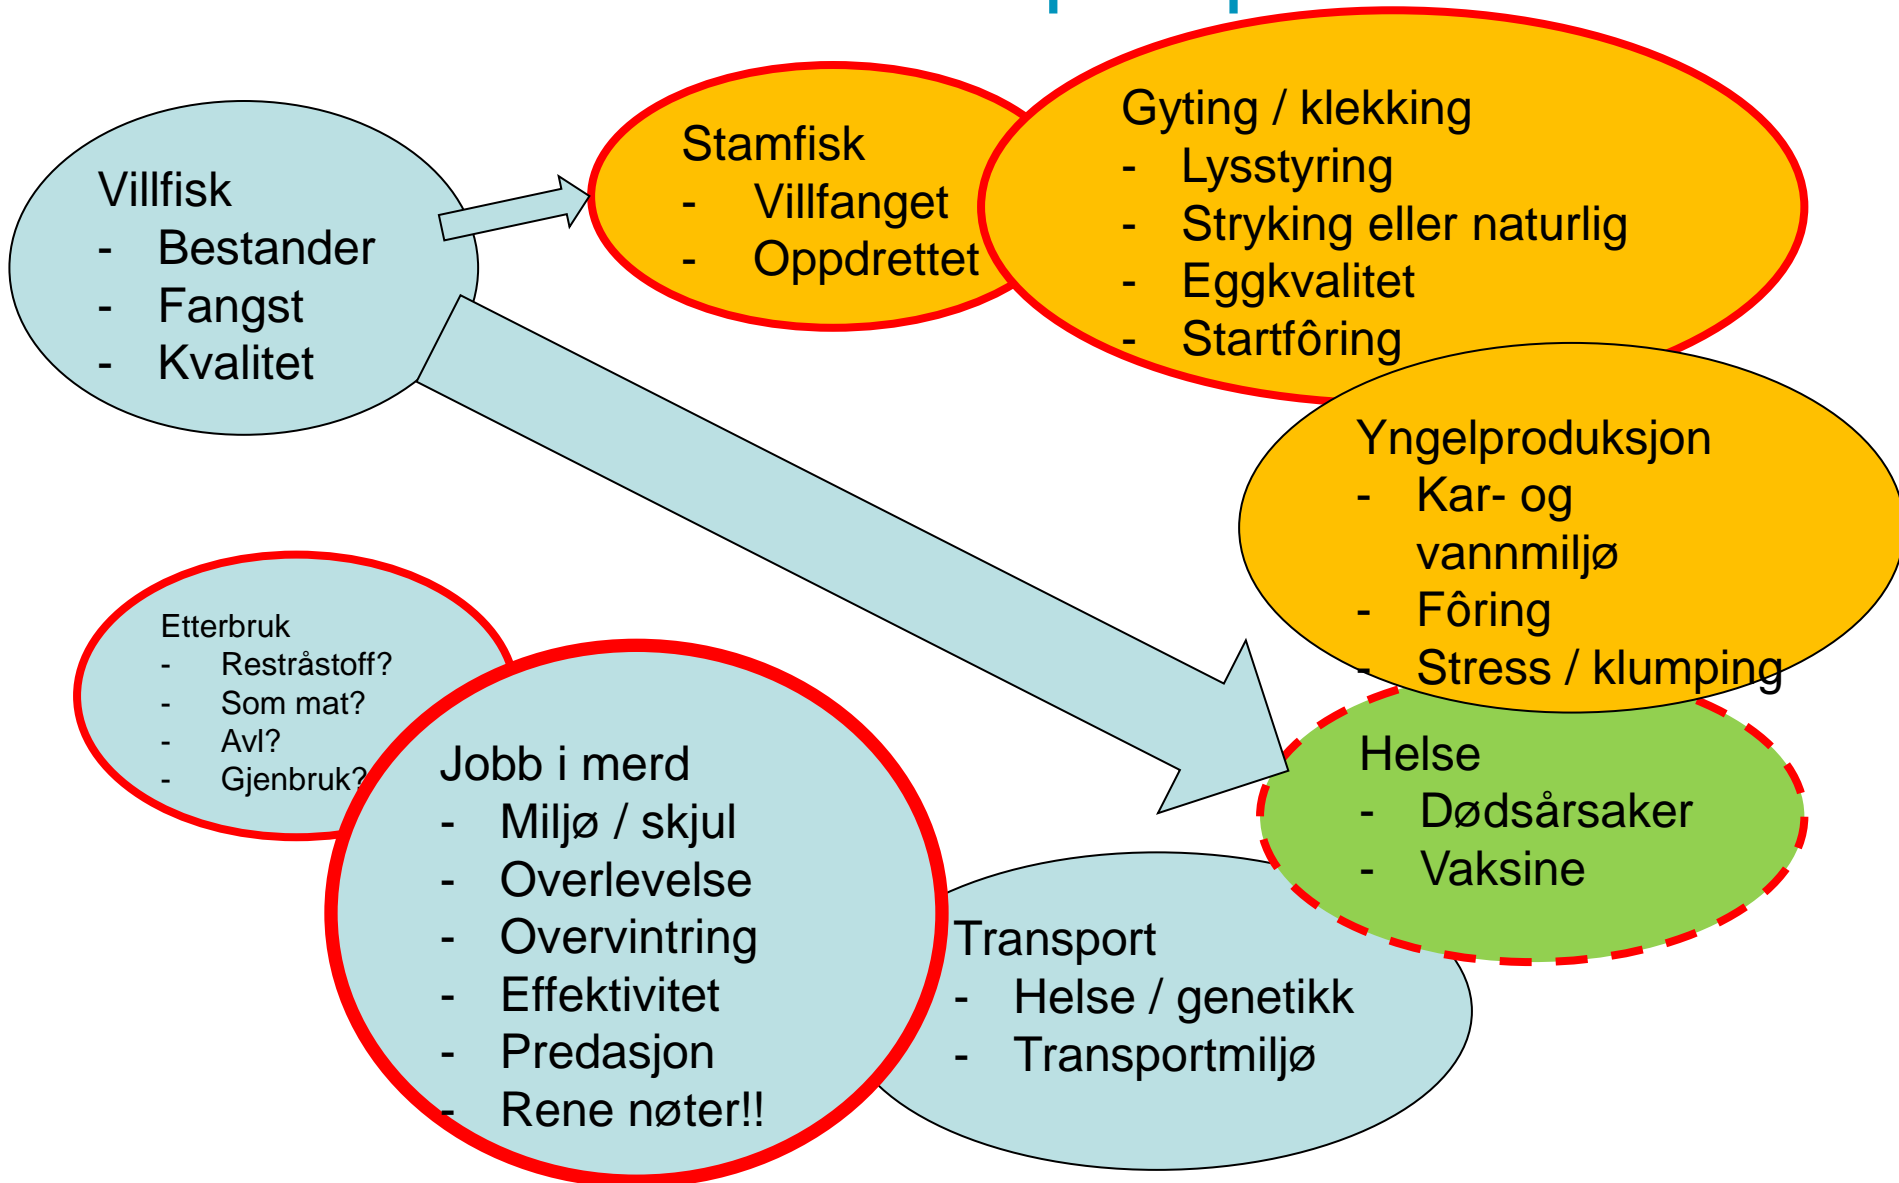 Villfisk
- Bestander
- Fangst
- Kvalitet
Stamfisk
- Villfanget
- Oppdrettet
Gyting / klekking
- Lysstyring
- Stryking eller naturlig
- Eggkvalitet
- Startfôring
Yngelproduksjon
- Kar- og
vannmiljø
- Fôring
- Stress / klumping
Helse
- Dødsårsaker
- Vaksine
Transport
- Helse / genetikk
- Transportmiljø
Jobb i merd
- Miljø / skjul
- Overlevelse
- Overvintring
- Effektivitet
- Predasjon
- Rene nøter!!
Etterbruk
- Restråstoff?
- Som mat?
- Avl?
- Gjenbruk?